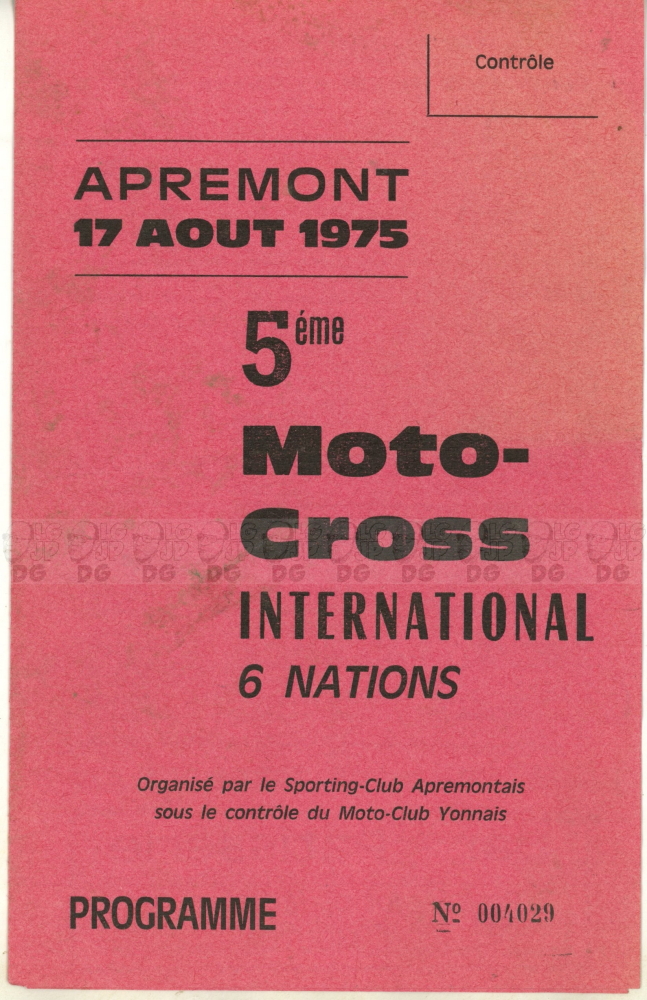 Contrôle
APREMONT
17 AOUT 1975
5éme
Moto-
Cross
INTERNATIONAL
6 NATIONS
Organisé par le Sporting-Club Apremontais
sous le contrôle du Moto-Club Yonnais
PROGRAMME
Nº 004029